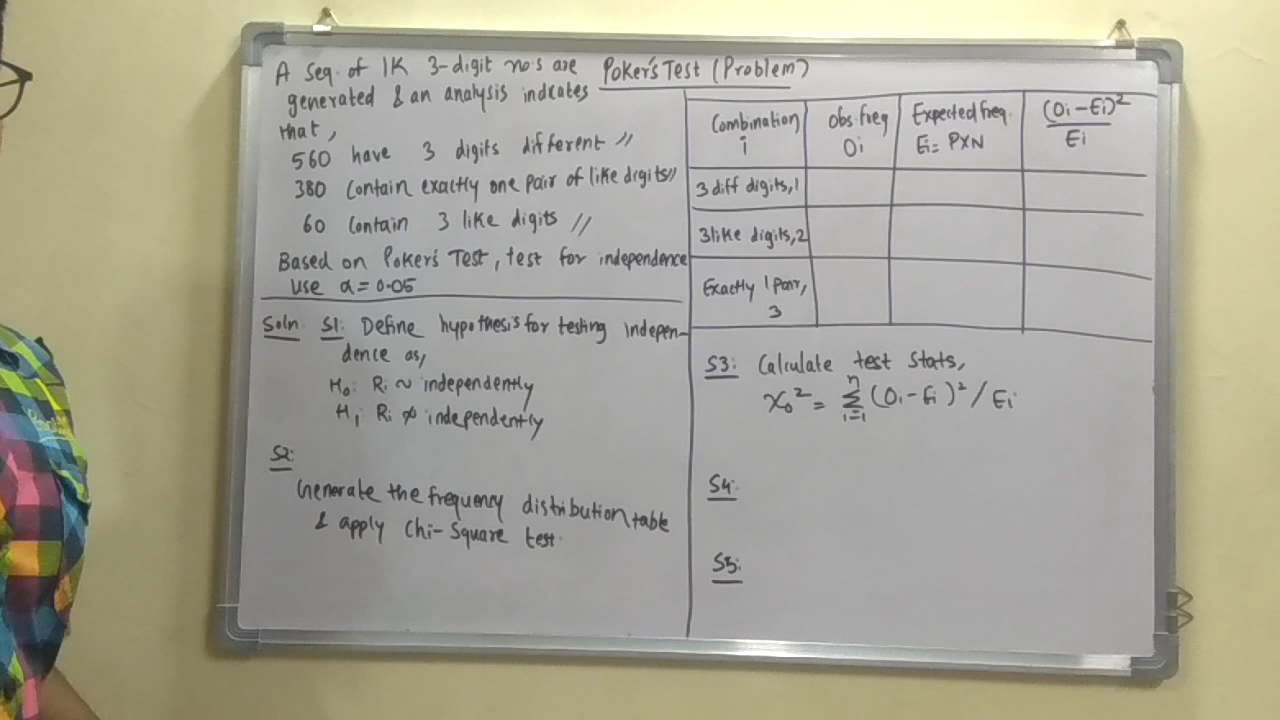 A Seq. of 1K 3-digit no.s are
generated & an analysis indicates
that,
560 have 3 digits different //
380 Contain exactly one pair of like digits //
60 Contain 3 like digits //
Based on Poker's Test, test for independence
use α = 0.05
Poker's Test (Problem)
Combination i
Obs. freq Oi
Expected freq. Ei = P×N
(Oi - Ei)² / Ei
3 diff digits, 1
3 like digits, 2
Exactly 1 Pair,
3
Soln S1: Define hypothesis for testing indepen-
dence as,
H₀: Ri ~ independently
H₁: Ri ≁ independently
S2:
Generate the frequency distribution table
& apply Chi-Square test.
S3: Calculate test stats,
χ₀² = Σⁿᵢ₌₁ (Oi - Ei)² / Ei
S4:
S5: